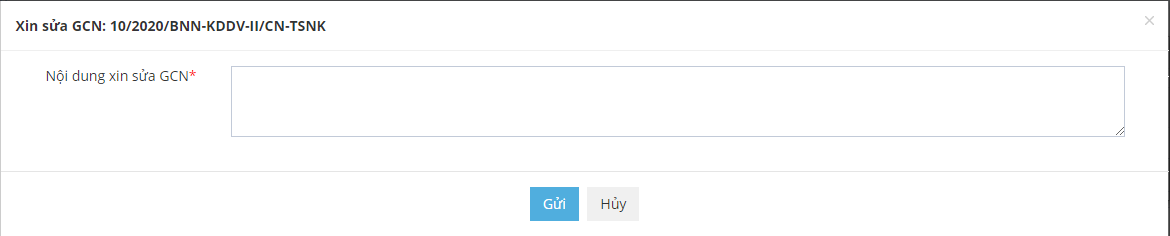 Xin sửa GCN: 10/2020/BNN-KDDV-II/CN-TSNK
×
Nội dung xin sửa GCN*
Gửi
Hủy